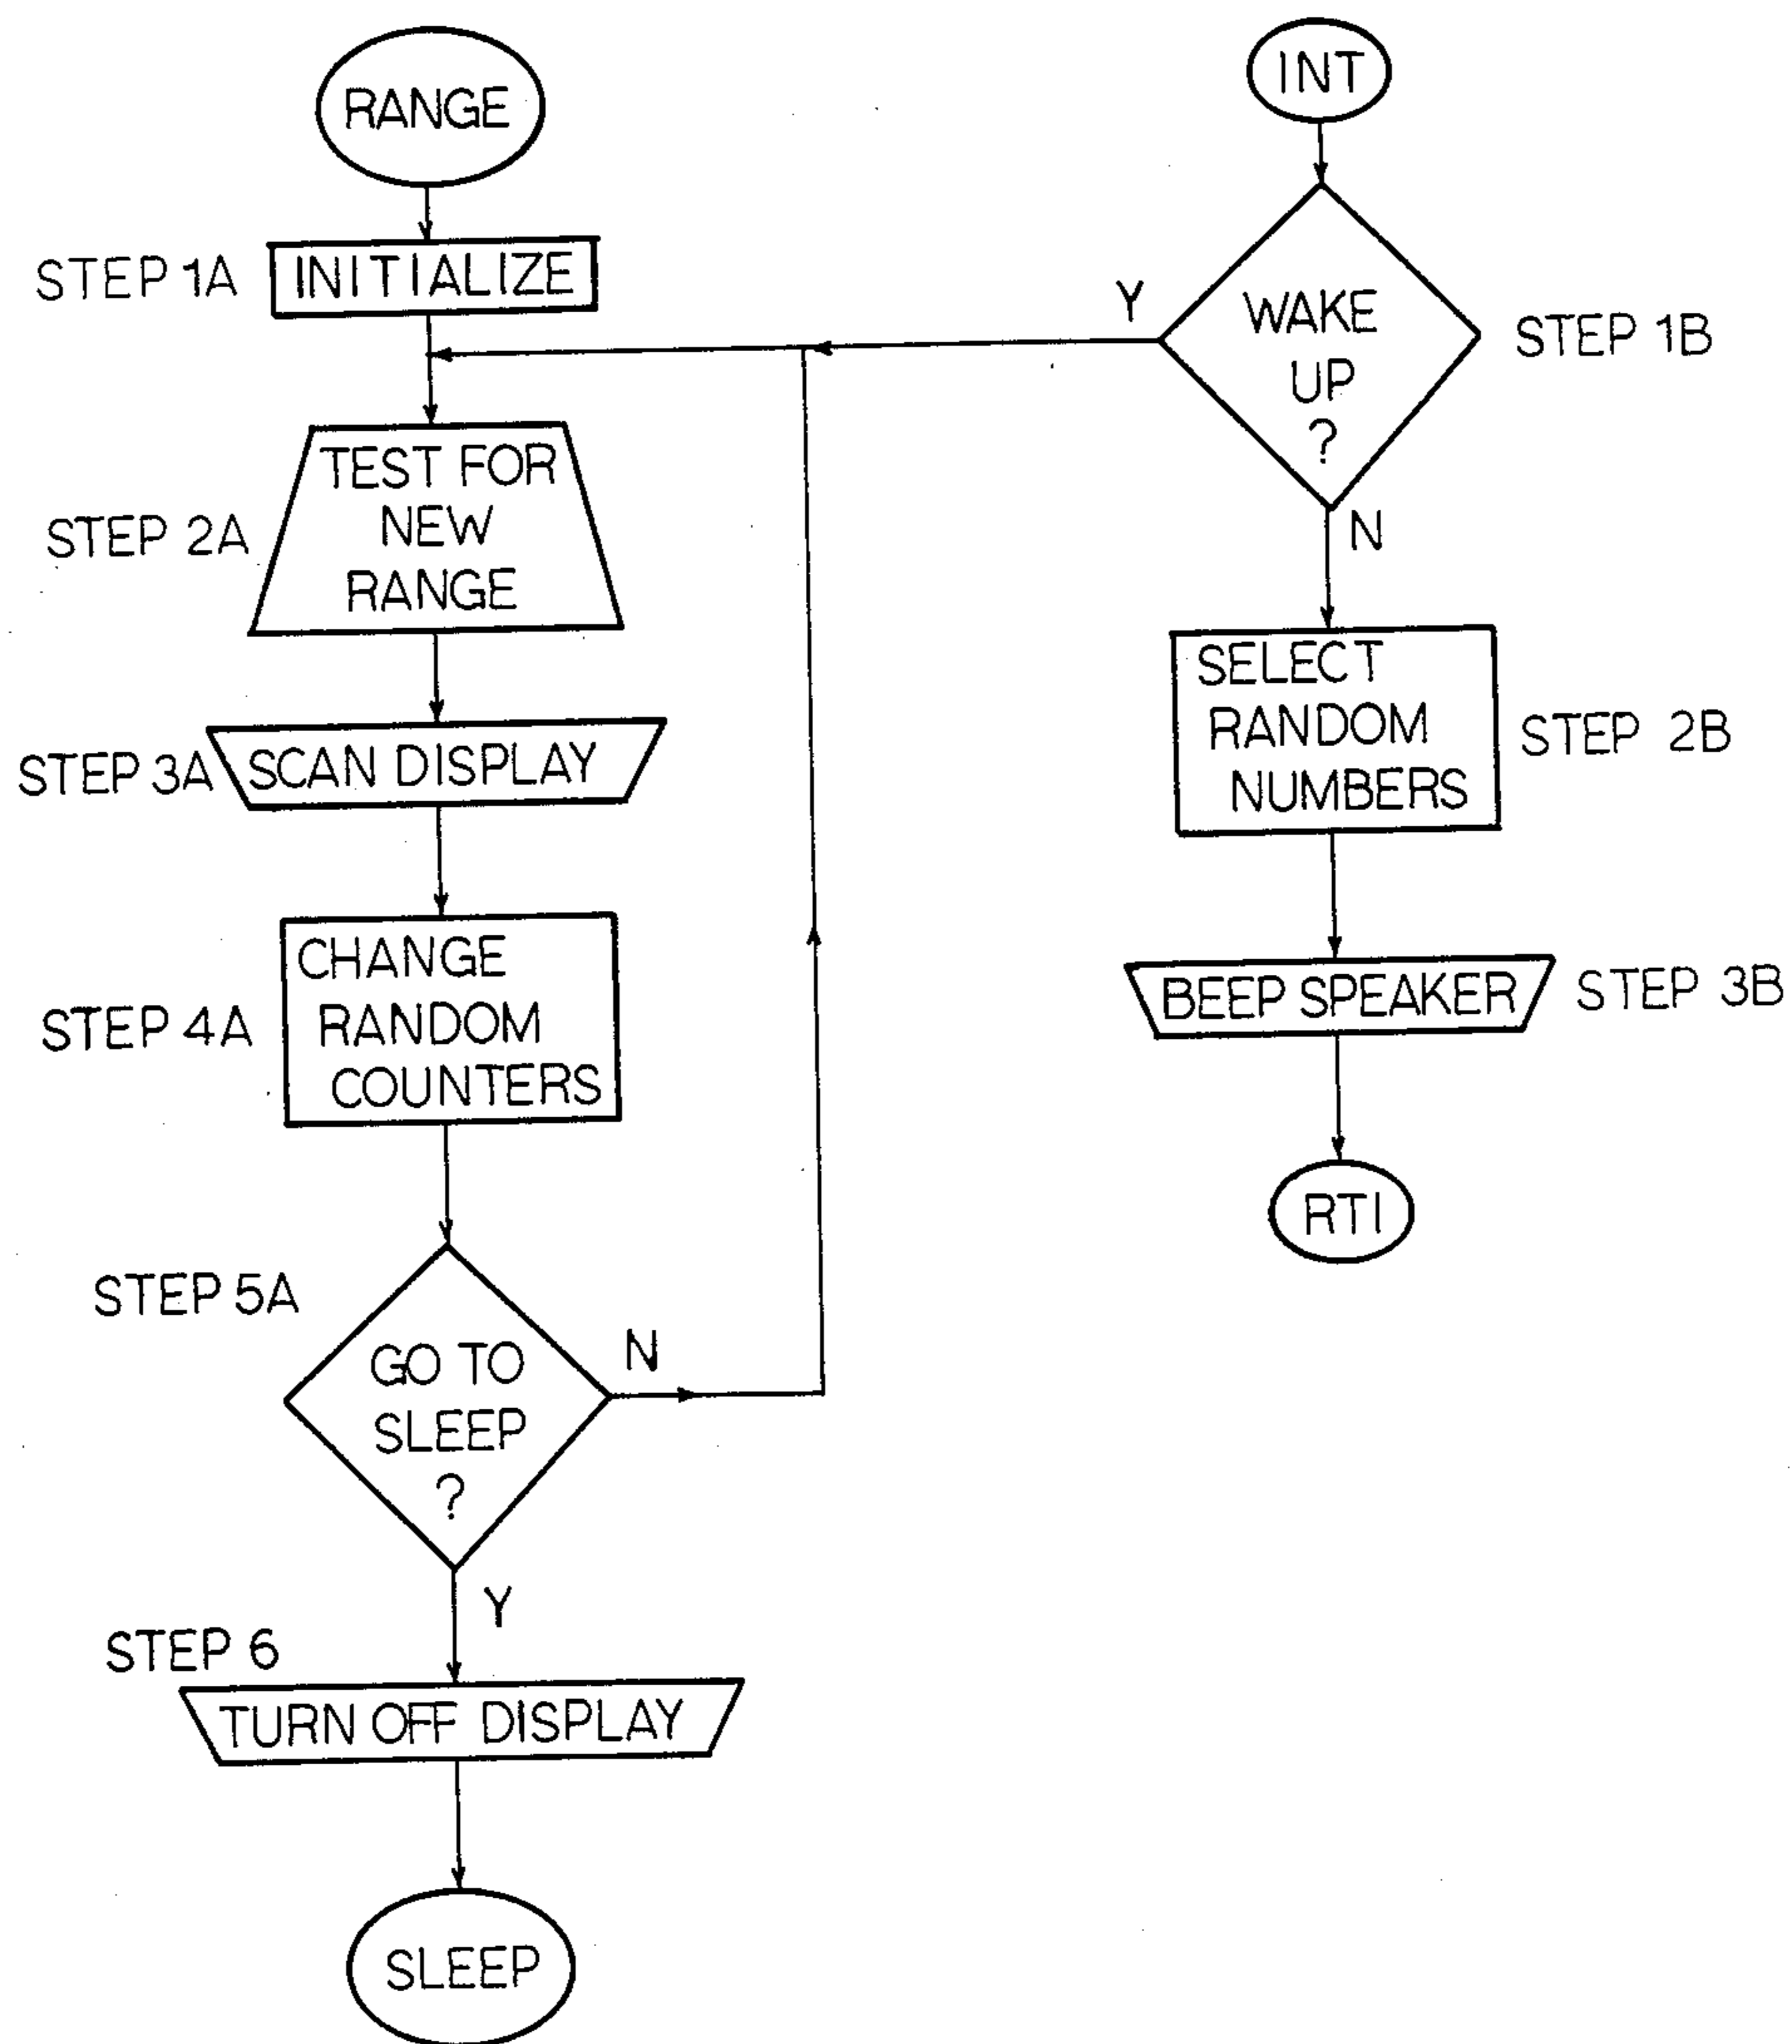 RANGE
STEP 1A
INITIALIZE
STEP 2A
TEST FOR
NEW
RANGE
STEP 3A
SCAN DISPLAY
STEP 4A
CHANGE
RANDOM
COUNTERS
STEP 5A
GO TO
SLEEP
?
N
Y
STEP 6
TURN OFF DISPLAY
SLEEP
INT
Y
WAKE
UP
?
STEP 1B
N
SELECT
RANDOM
NUMBERS
STEP 2B
BEEP SPEAKER
STEP 3B
RTI